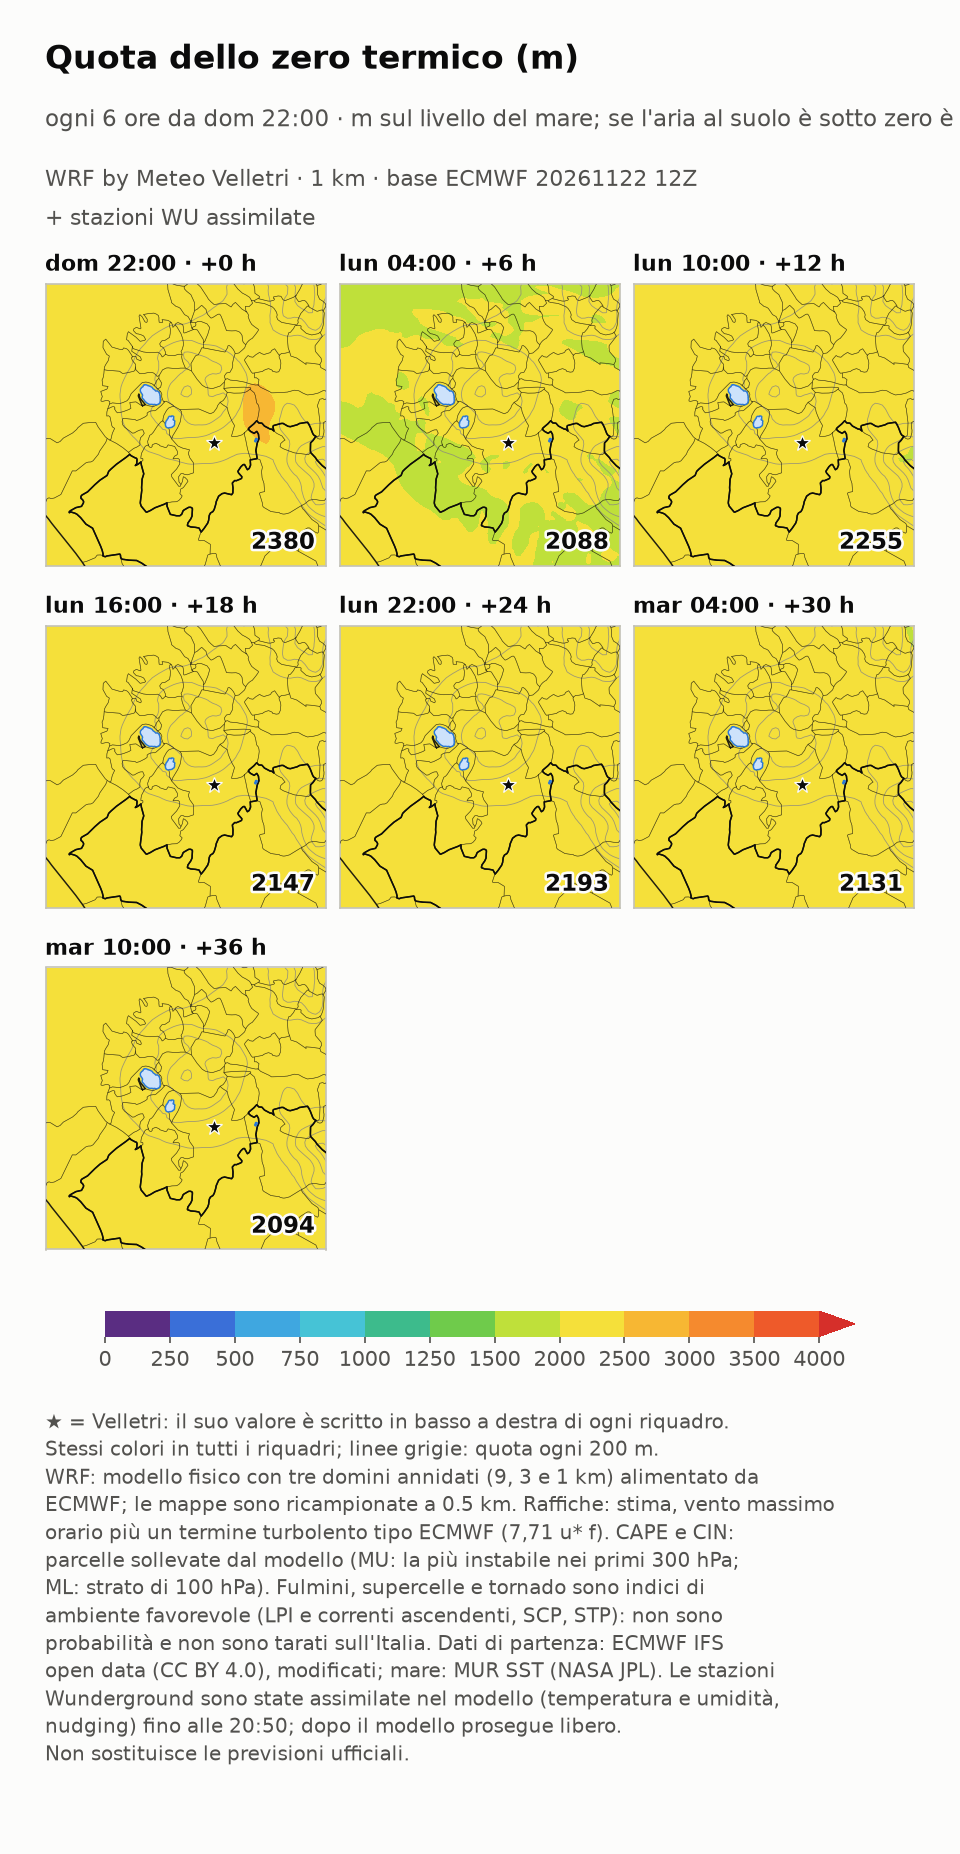 Quota dello zero termico (m)
ogni 6 ore da dom 22:00 · m sul livello del mare; se l'aria al suolo è sotto zero è
WRF by Meteo Velletri · 1 km · base ECMWF 20261122 12Z
+ stazioni WU assimilate
dom 22:00 · +0 h
lun 04:00 · +6 h
lun 10:00 · +12 h
2380
2088
2255
lun 16:00 · +18 h
lun 22:00 · +24 h
mar 04:00 · +30 h
2147
2193
2131
mar 10:00 · +36 h
2094
0 250 500 750 1000 1250 1500 2000 2500 3000 3500 4000
★ = Velletri: il suo valore è scritto in basso a destra di ogni riquadro.
Stessi colori in tutti i riquadri; linee grigie: quota ogni 200 m.
WRF: modello fisico con tre domini annidati (9, 3 e 1 km) alimentato da
ECMWF; le mappe sono ricampionate a 0.5 km. Raffiche: stima, vento massimo
orario più un termine turbolento tipo ECMWF (7,71 u* f). CAPE e CIN:
parcelle sollevate dal modello (MU: la più instabile nei primi 300 hPa;
ML: strato di 100 hPa). Fulmini, supercelle e tornado sono indici di
ambiente favorevole (LPI e correnti ascendenti, SCP, STP): non sono
probabilità e non sono tarati sull'Italia. Dati di partenza: ECMWF IFS
open data (CC BY 4.0), modificati; mare: MUR SST (NASA JPL). Le stazioni
Wunderground sono state assimilate nel modello (temperatura e umidità,
nudging) fino alle 20:50; dopo il modello prosegue libero.
Non sostituisce le previsioni ufficiali.